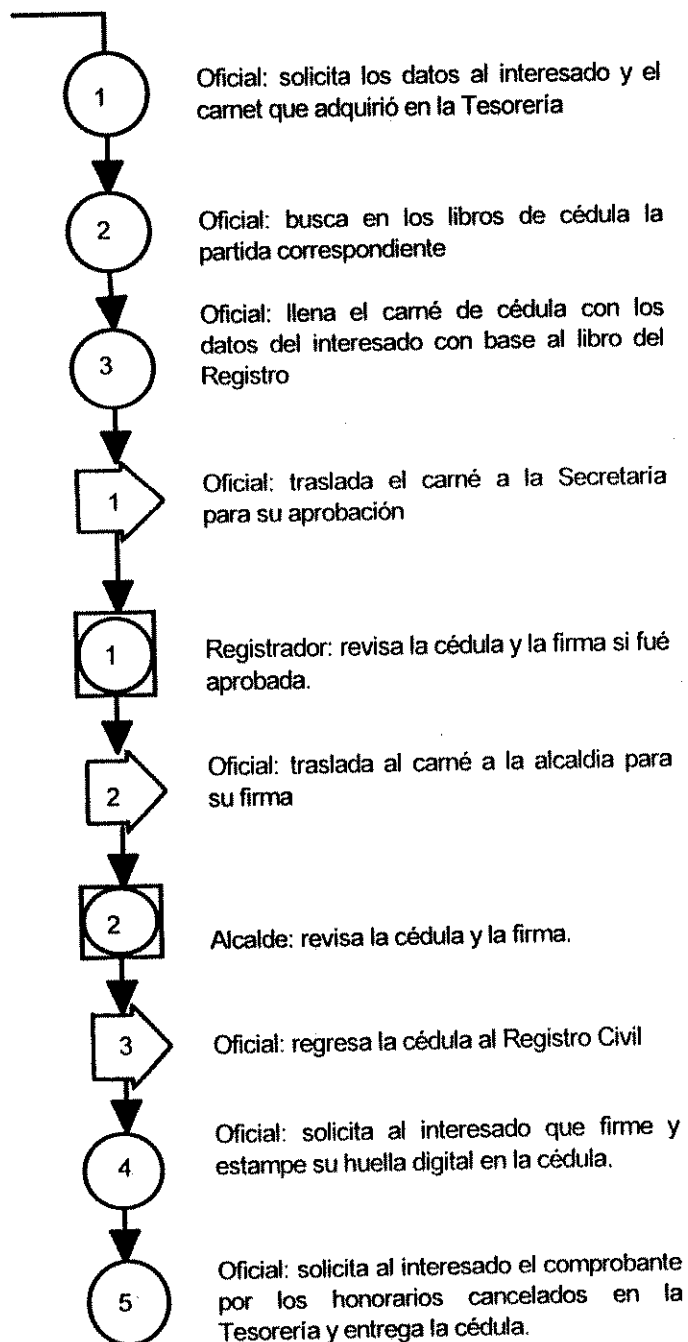 1
Oficial: solicita los datos al interesado y el
carnet que adquirió en la Tesorería
2
Oficial: busca en los libros de cédula la
partida correspondiente
3
Oficial: llena el carné de cédula con los
datos del interesado con base al libro del
Registro
1
Oficial: traslada el carné a la Secretaria
para su aprobación
1
Registrador: revisa la cédula y la firma si fué
aprobada.
2
Oficial: traslada al carné a la alcaldia para
su firma
2
Alcalde: revisa la cédula y la firma.
3
Oficial: regresa la cédula al Registro Civil
4
Oficial: solicita al interesado que firme y
estampe su huella digital en la cédula.
5
Oficial: solicita al interesado el comprobante
por los honorarios cancelados en la
Tesorería y entrega la cédula.